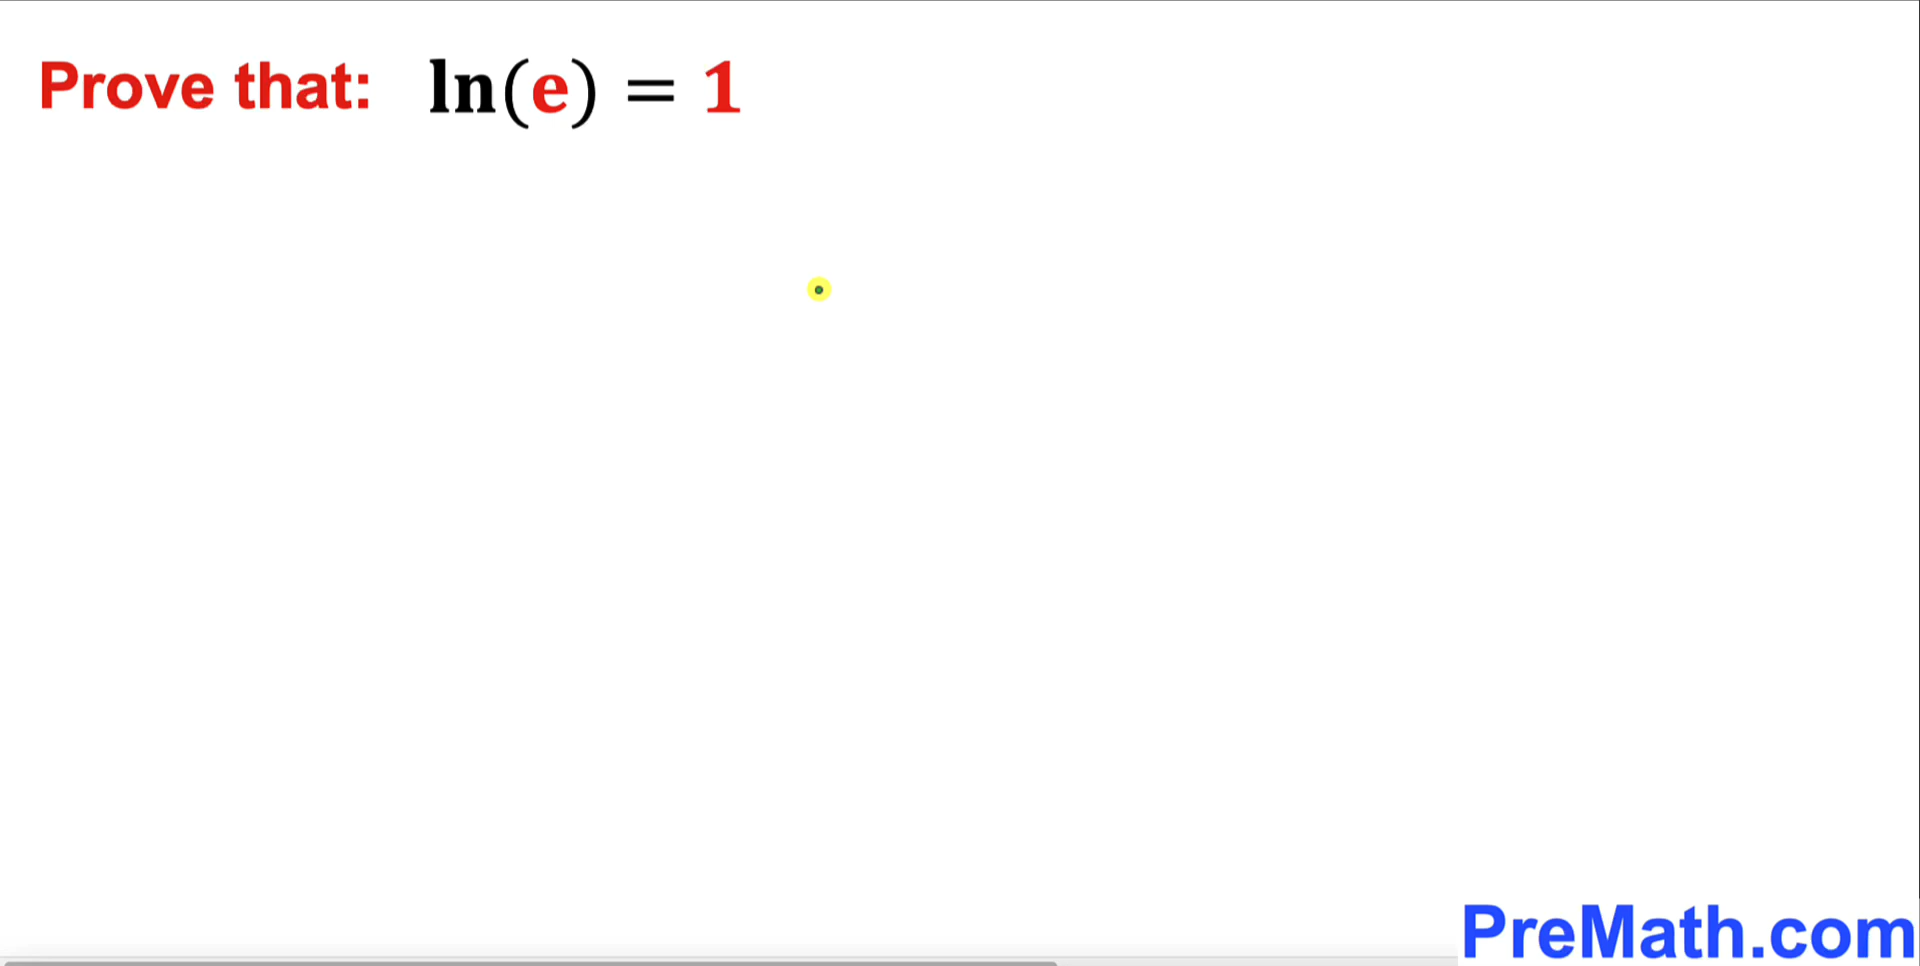 Prove that: ln(e) = 1
PreMath.com